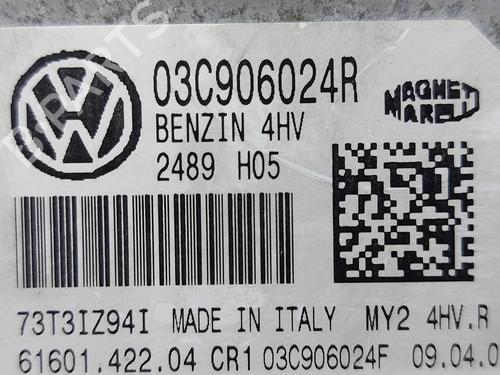 03C906024R
BENZIN 4HV
2489 H05
MAGNETI
MARELLI
73T3IZ94I MADE IN ITALY MY2 4HV.R
61601.422.04 CR1 03C906024F 09.04.0